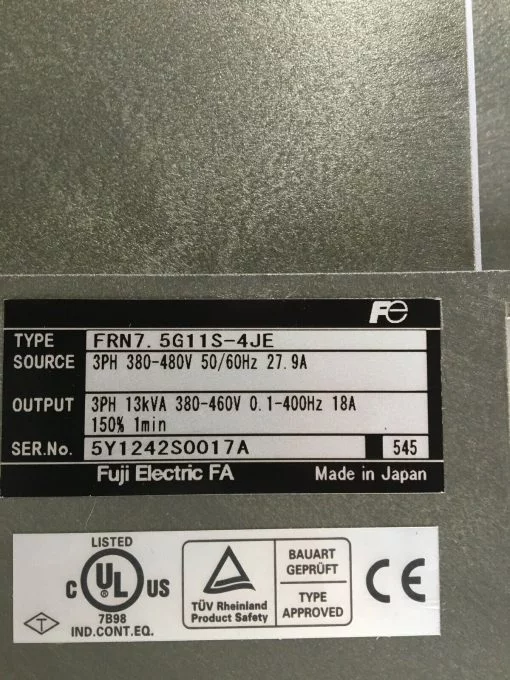 Fe
TYPE FRN7.5G11S-4JE
SOURCE 3PH 380-480V 50/60Hz 27.9A
OUTPUT 3PH 13kVA 380-460V 0.1-400Hz 18A
150% 1min
SER.No. 5Y1242S0017A 545
Fuji Electric FA Made in Japan
LISTED
C UL ® US
7B98
IND.CONT.EQ.
T
TÜV Rheinland
Product Safety
BAUART
GEPRÜFT
TYPE
APPROVED
CE